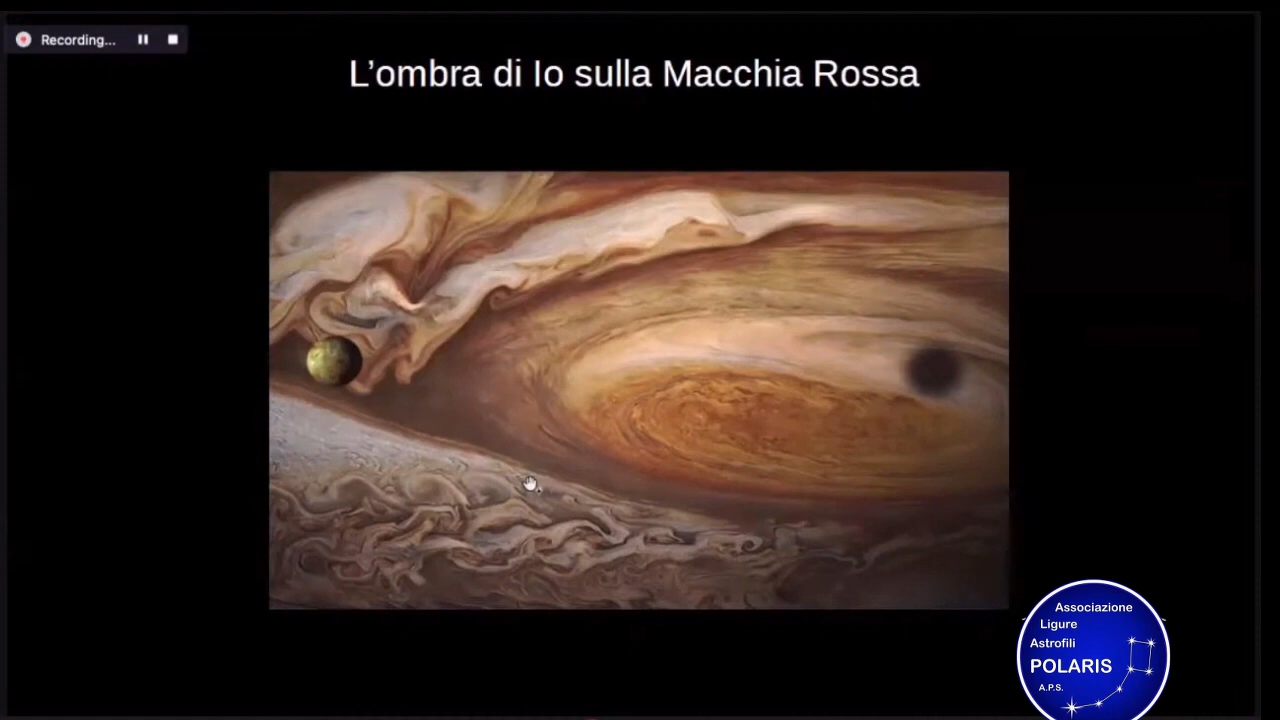 Recording...
L’ombra di Io sulla Macchia Rossa
Associazione
Ligure
Astrofili
POLARIS
A.P.S.